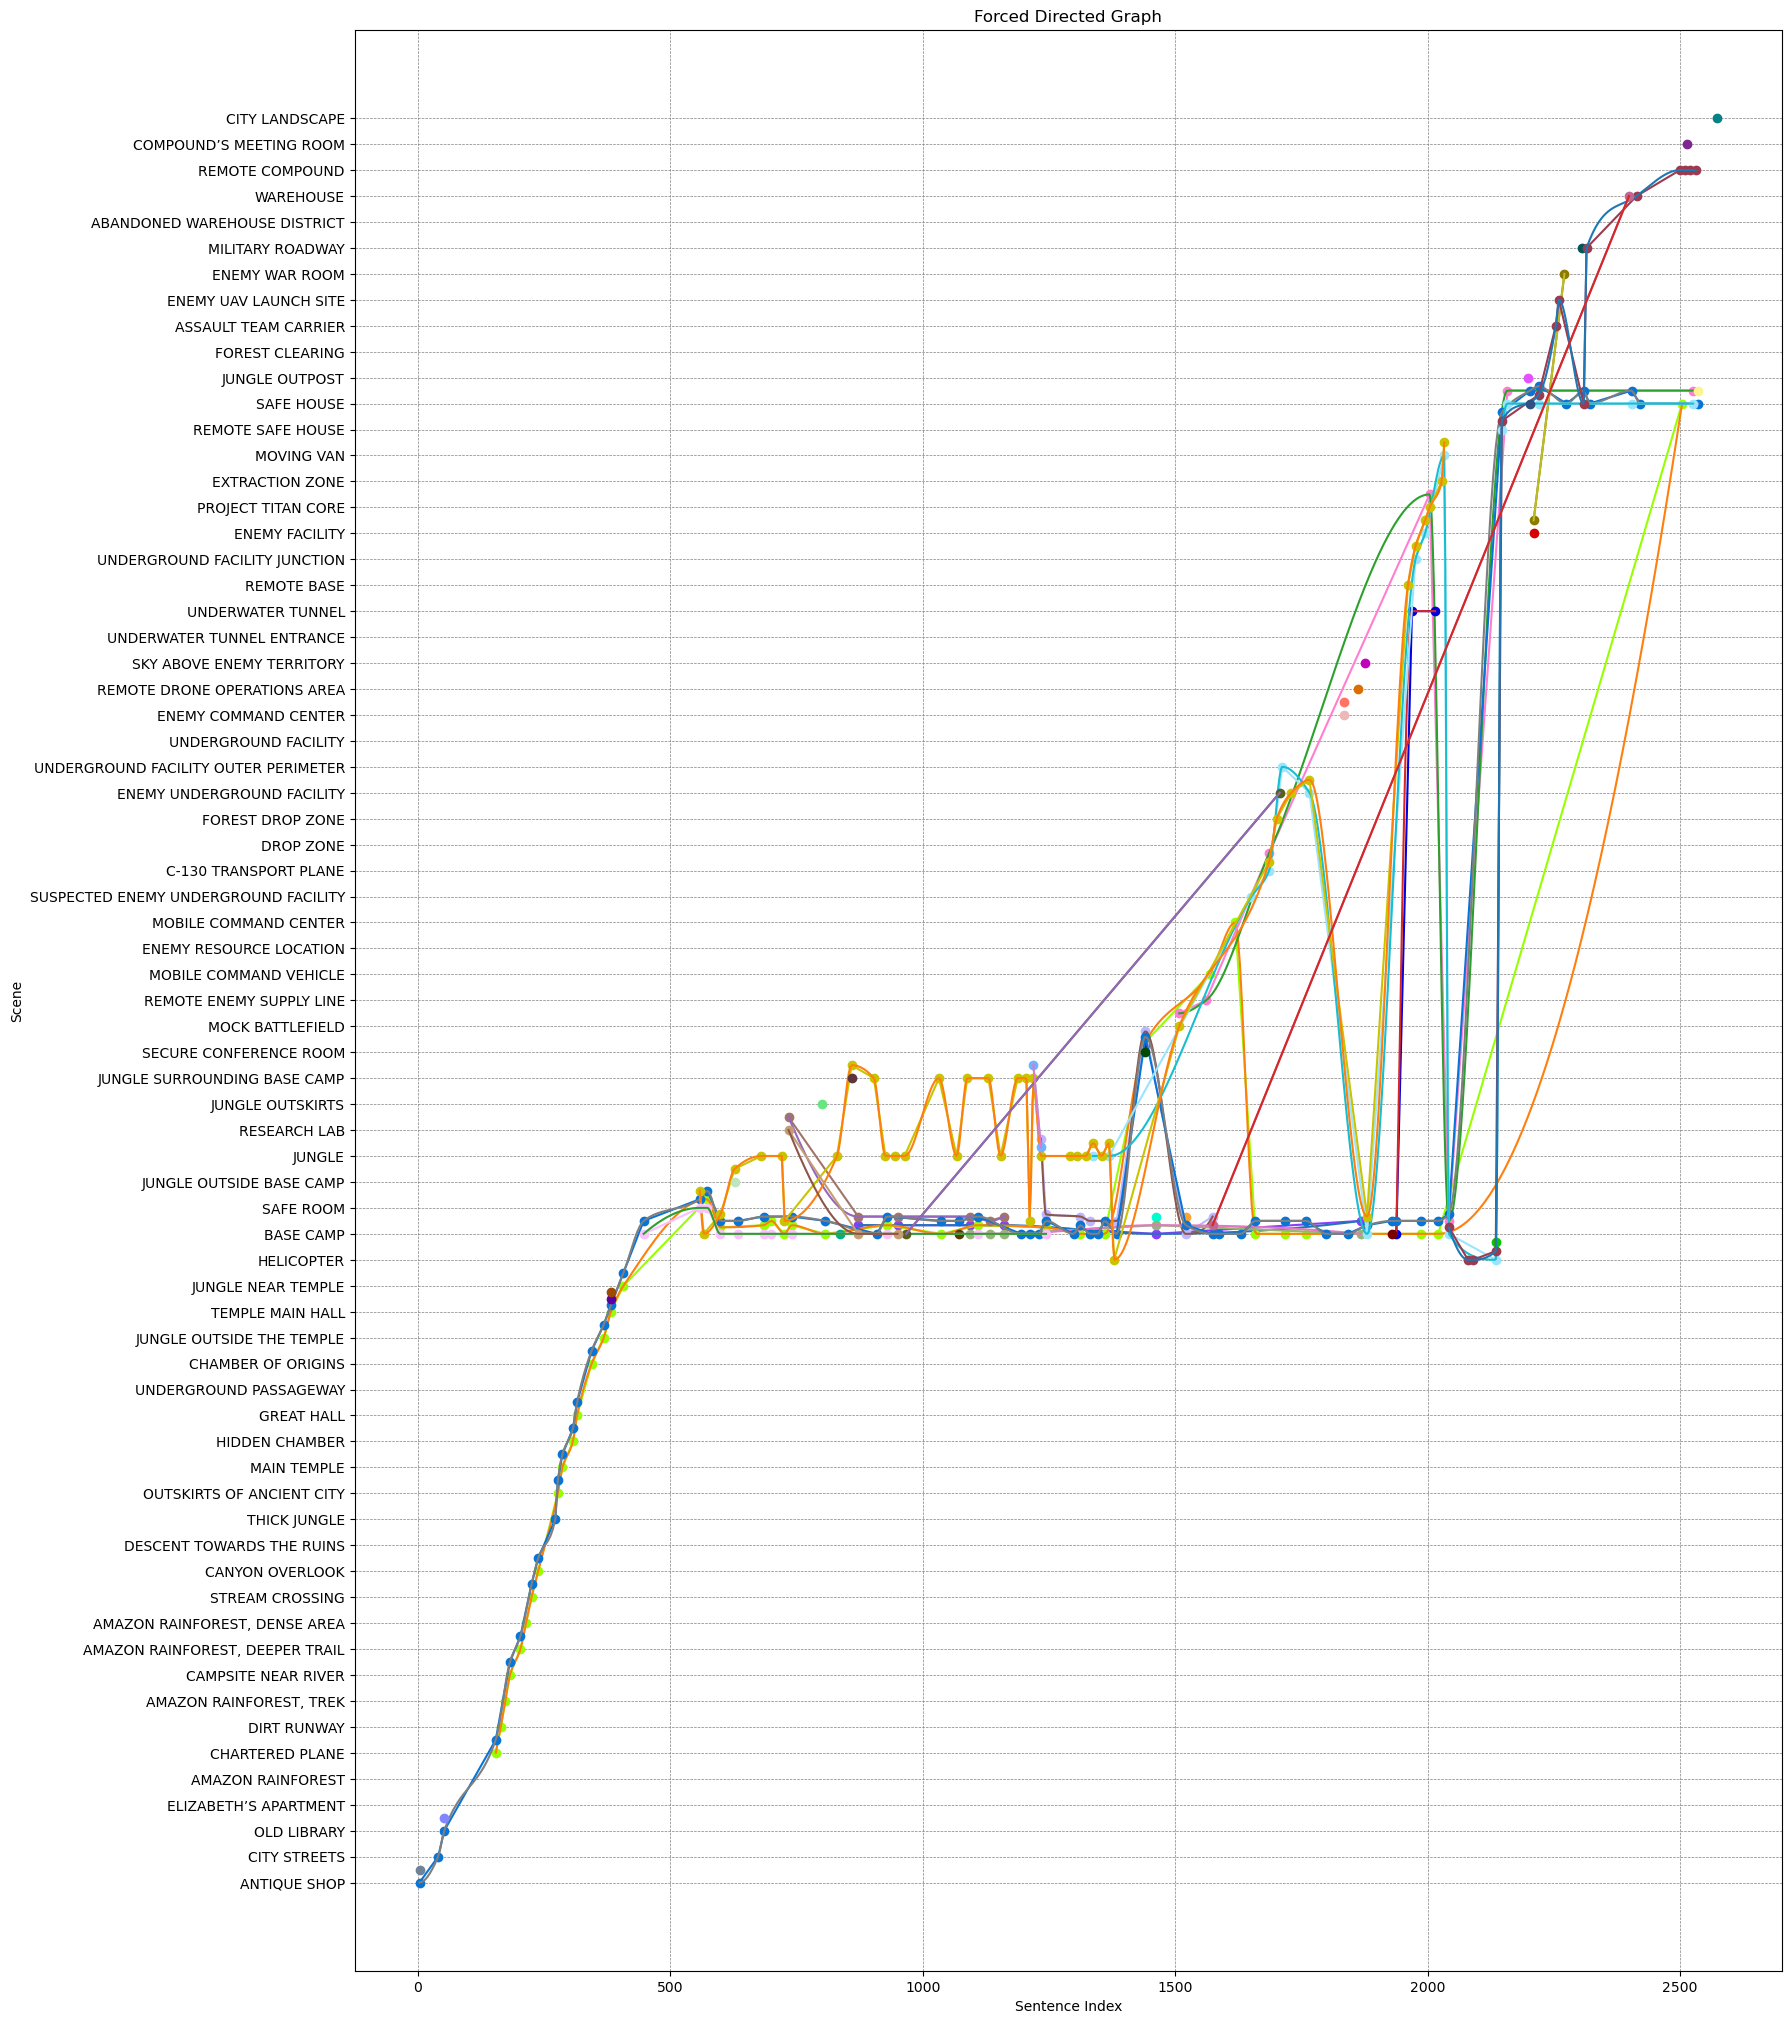 Forced Directed Graph
CITY LANDSCAPE
COMPOUND’S MEETING ROOM
REMOTE COMPOUND
WAREHOUSE
ABANDONED WAREHOUSE DISTRICT
MILITARY ROADWAY
ENEMY WAR ROOM
ENEMY UAV LAUNCH SITE
ASSAULT TEAM CARRIER
FOREST CLEARING
JUNGLE OUTPOST
SAFE HOUSE
REMOTE SAFE HOUSE
MOVING VAN
EXTRACTION ZONE
PROJECT TITAN CORE
ENEMY FACILITY
UNDERGROUND FACILITY JUNCTION
REMOTE BASE
UNDERWATER TUNNEL
UNDERWATER TUNNEL ENTRANCE
SKY ABOVE ENEMY TERRITORY
REMOTE DRONE OPERATIONS AREA
ENEMY COMMAND CENTER
UNDERGROUND FACILITY
UNDERGROUND FACILITY OUTER PERIMETER
ENEMY UNDERGROUND FACILITY
FOREST DROP ZONE
DROP ZONE
C-130 TRANSPORT PLANE
SUSPECTED ENEMY UNDERGROUND FACILITY
MOBILE COMMAND CENTER
ENEMY RESOURCE LOCATION
MOBILE COMMAND VEHICLE
REMOTE ENEMY SUPPLY LINE
MOCK BATTLEFIELD
SECURE CONFERENCE ROOM
JUNGLE SURROUNDING BASE CAMP
JUNGLE OUTSKIRTS
RESEARCH LAB
JUNGLE
JUNGLE OUTSIDE BASE CAMP
SAFE ROOM
BASE CAMP
HELICOPTER
JUNGLE NEAR TEMPLE
TEMPLE MAIN HALL
JUNGLE OUTSIDE THE TEMPLE
CHAMBER OF ORIGINS
UNDERGROUND PASSAGEWAY
GREAT HALL
HIDDEN CHAMBER
MAIN TEMPLE
OUTSKIRTS OF ANCIENT CITY
THICK JUNGLE
DESCENT TOWARDS THE RUINS
CANYON OVERLOOK
STREAM CROSSING
AMAZON RAINFOREST, DENSE AREA
AMAZON RAINFOREST, DEEPER TRAIL
CAMPSITE NEAR RIVER
AMAZON RAINFOREST, TREK
DIRT RUNWAY
CHARTERED PLANE
AMAZON RAINFOREST
ELIZABETH’S APARTMENT
OLD LIBRARY
CITY STREETS
ANTIQUE SHOP
Scene
0 500 1000 1500 2000 2500
Sentence Index